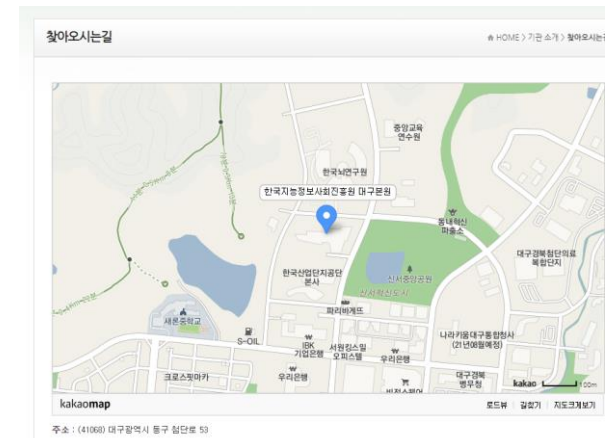 찾아오시는길
HOME > 기관 소개 > 찾아오시는길
중앙교육
연수원
한국뇌연구원
한국지능정보사회진흥원 대구본원
동내혁신
파출소
대구경북첨단의료
복합단지
한국산업단지공단
본사
신서중앙공원
신서혁신도시
파리바게뜨
새론중학교
S-OIL
IBK
기업은행
서원킹스밀
오피스텔
우리은행
나라키움대구통합청사
(21년08월예정)
크로스핏마카
우리은행
대구경북
병무청
kakao
100m
kakaomap
로드뷰
길찾기
지도크게보기
주소 : (41068) 대구광역시 동구 첨단로 53